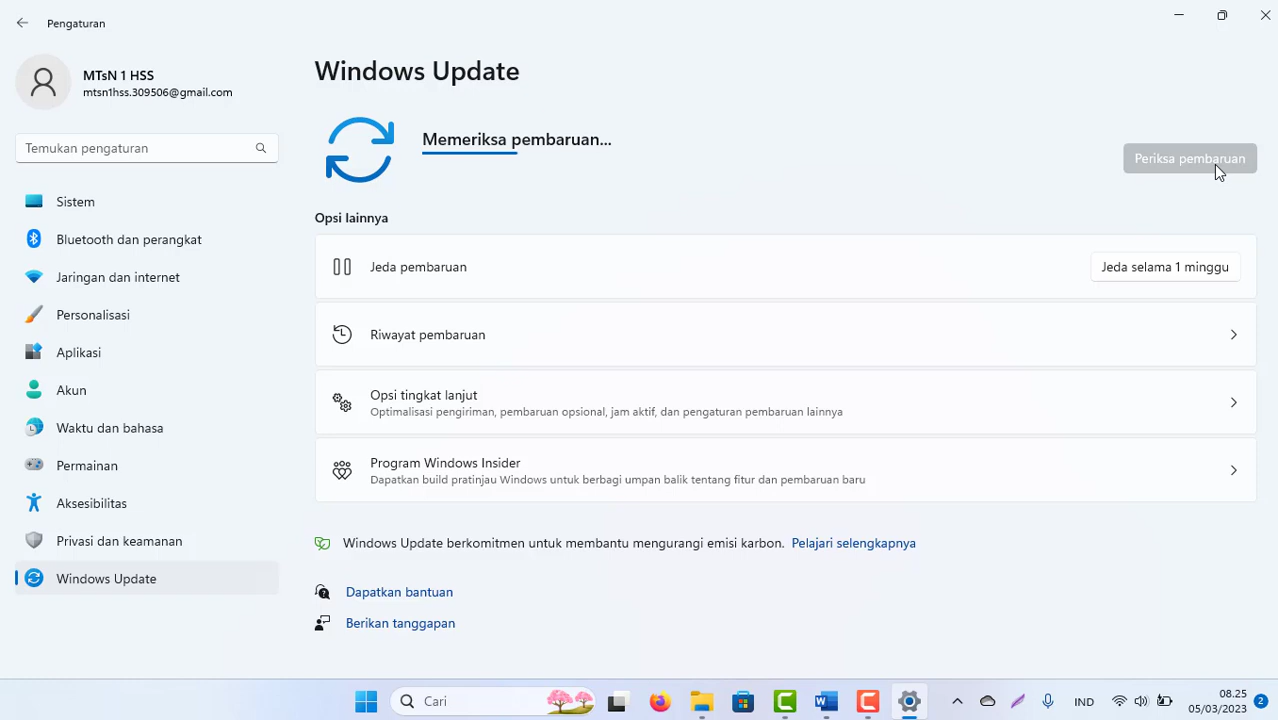 Pengaturan
MTsN 1 HSS
mtsn1hss.309506@gmail.com
Temukan pengaturan
Sistem
Bluetooth dan perangkat
Jaringan dan internet
Personalisasi
Aplikasi
Akun
Waktu dan bahasa
Permainan
Aksesibilitas
Privasi dan keamanan
Windows Update
Windows Update
Memeriksa pembaruan...
Periksa pembaruan
Opsi lainnya
Jeda pembaruan
Jeda selama 1 minggu
Riwayat pembaruan
Opsi tingkat lanjut
Optimalisasi pengiriman, pembaruan opsional, jam aktif, dan pengaturan pembaruan lainnya
Program Windows Insider
Dapatkan build pratinjau Windows untuk berbagi umpan balik tentang fitur dan pembaruan baru
Windows Update berkomitmen untuk membantu mengurangi emisi karbon. Pelajari selengkapnya
Dapatkan bantuan
Berikan tanggapan
Cari
IND
08.25
05/03/2023
2